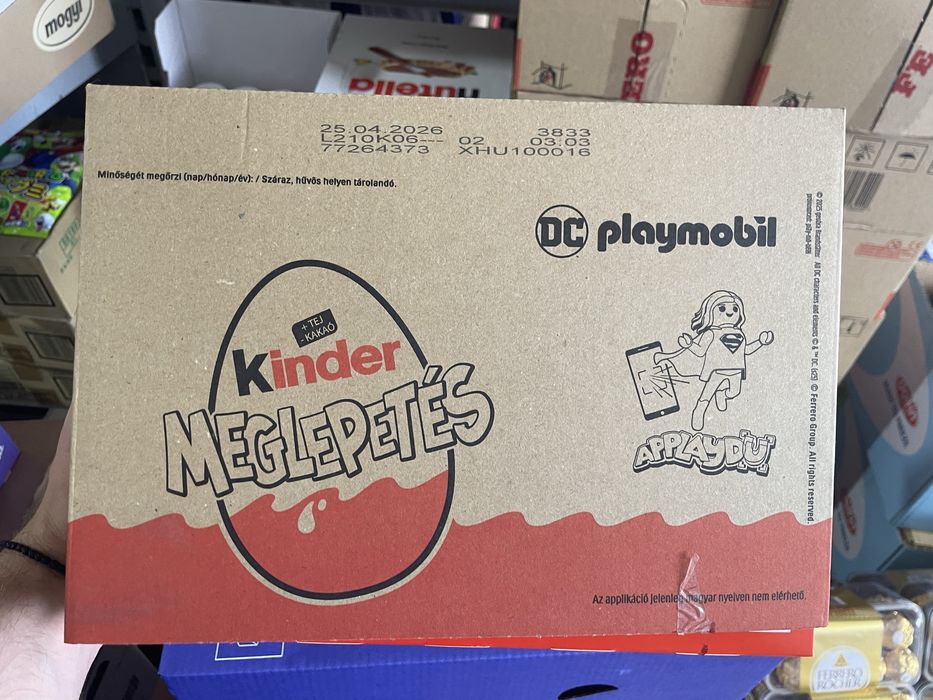 mogyi
nutella
ERO
FE
25.04.2026 3833
L210K06--- 02 03:03
77264373 XHU100016
Minőségét megőrzi (nap/hónap/év): / Száraz, hűvös helyen tárolandó.
DC playmobil
+ TEJ
- KAKAÓ
Kinder
MEGLEPETÉS
APPLAYDU
Az applikáció jelenleg magyar nyelven nem elérhető.
© Ferrero Group. All rights reserved.
FERRERO
ROCHER